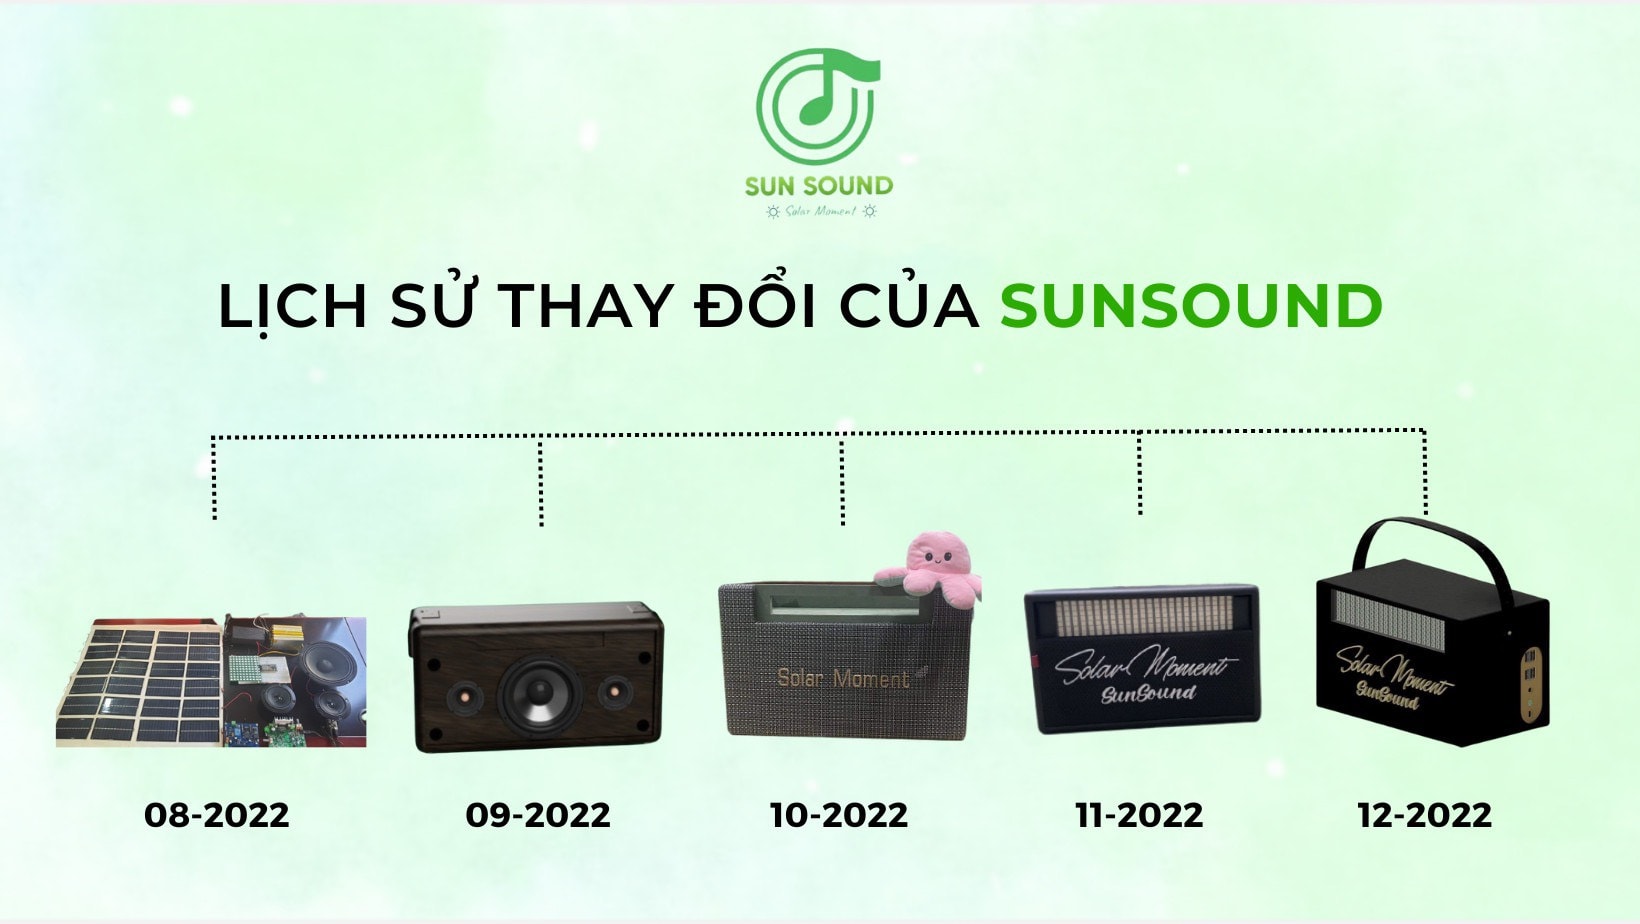 SUN SOUND
Solar Moment
LỊCH SỬ THAY ĐỔI CỦA SUNSOUND
Solar Moment
Solar Moment
SunSound
Solar Moment
SunSound
08-2022
09-2022
10-2022
11-2022
12-2022